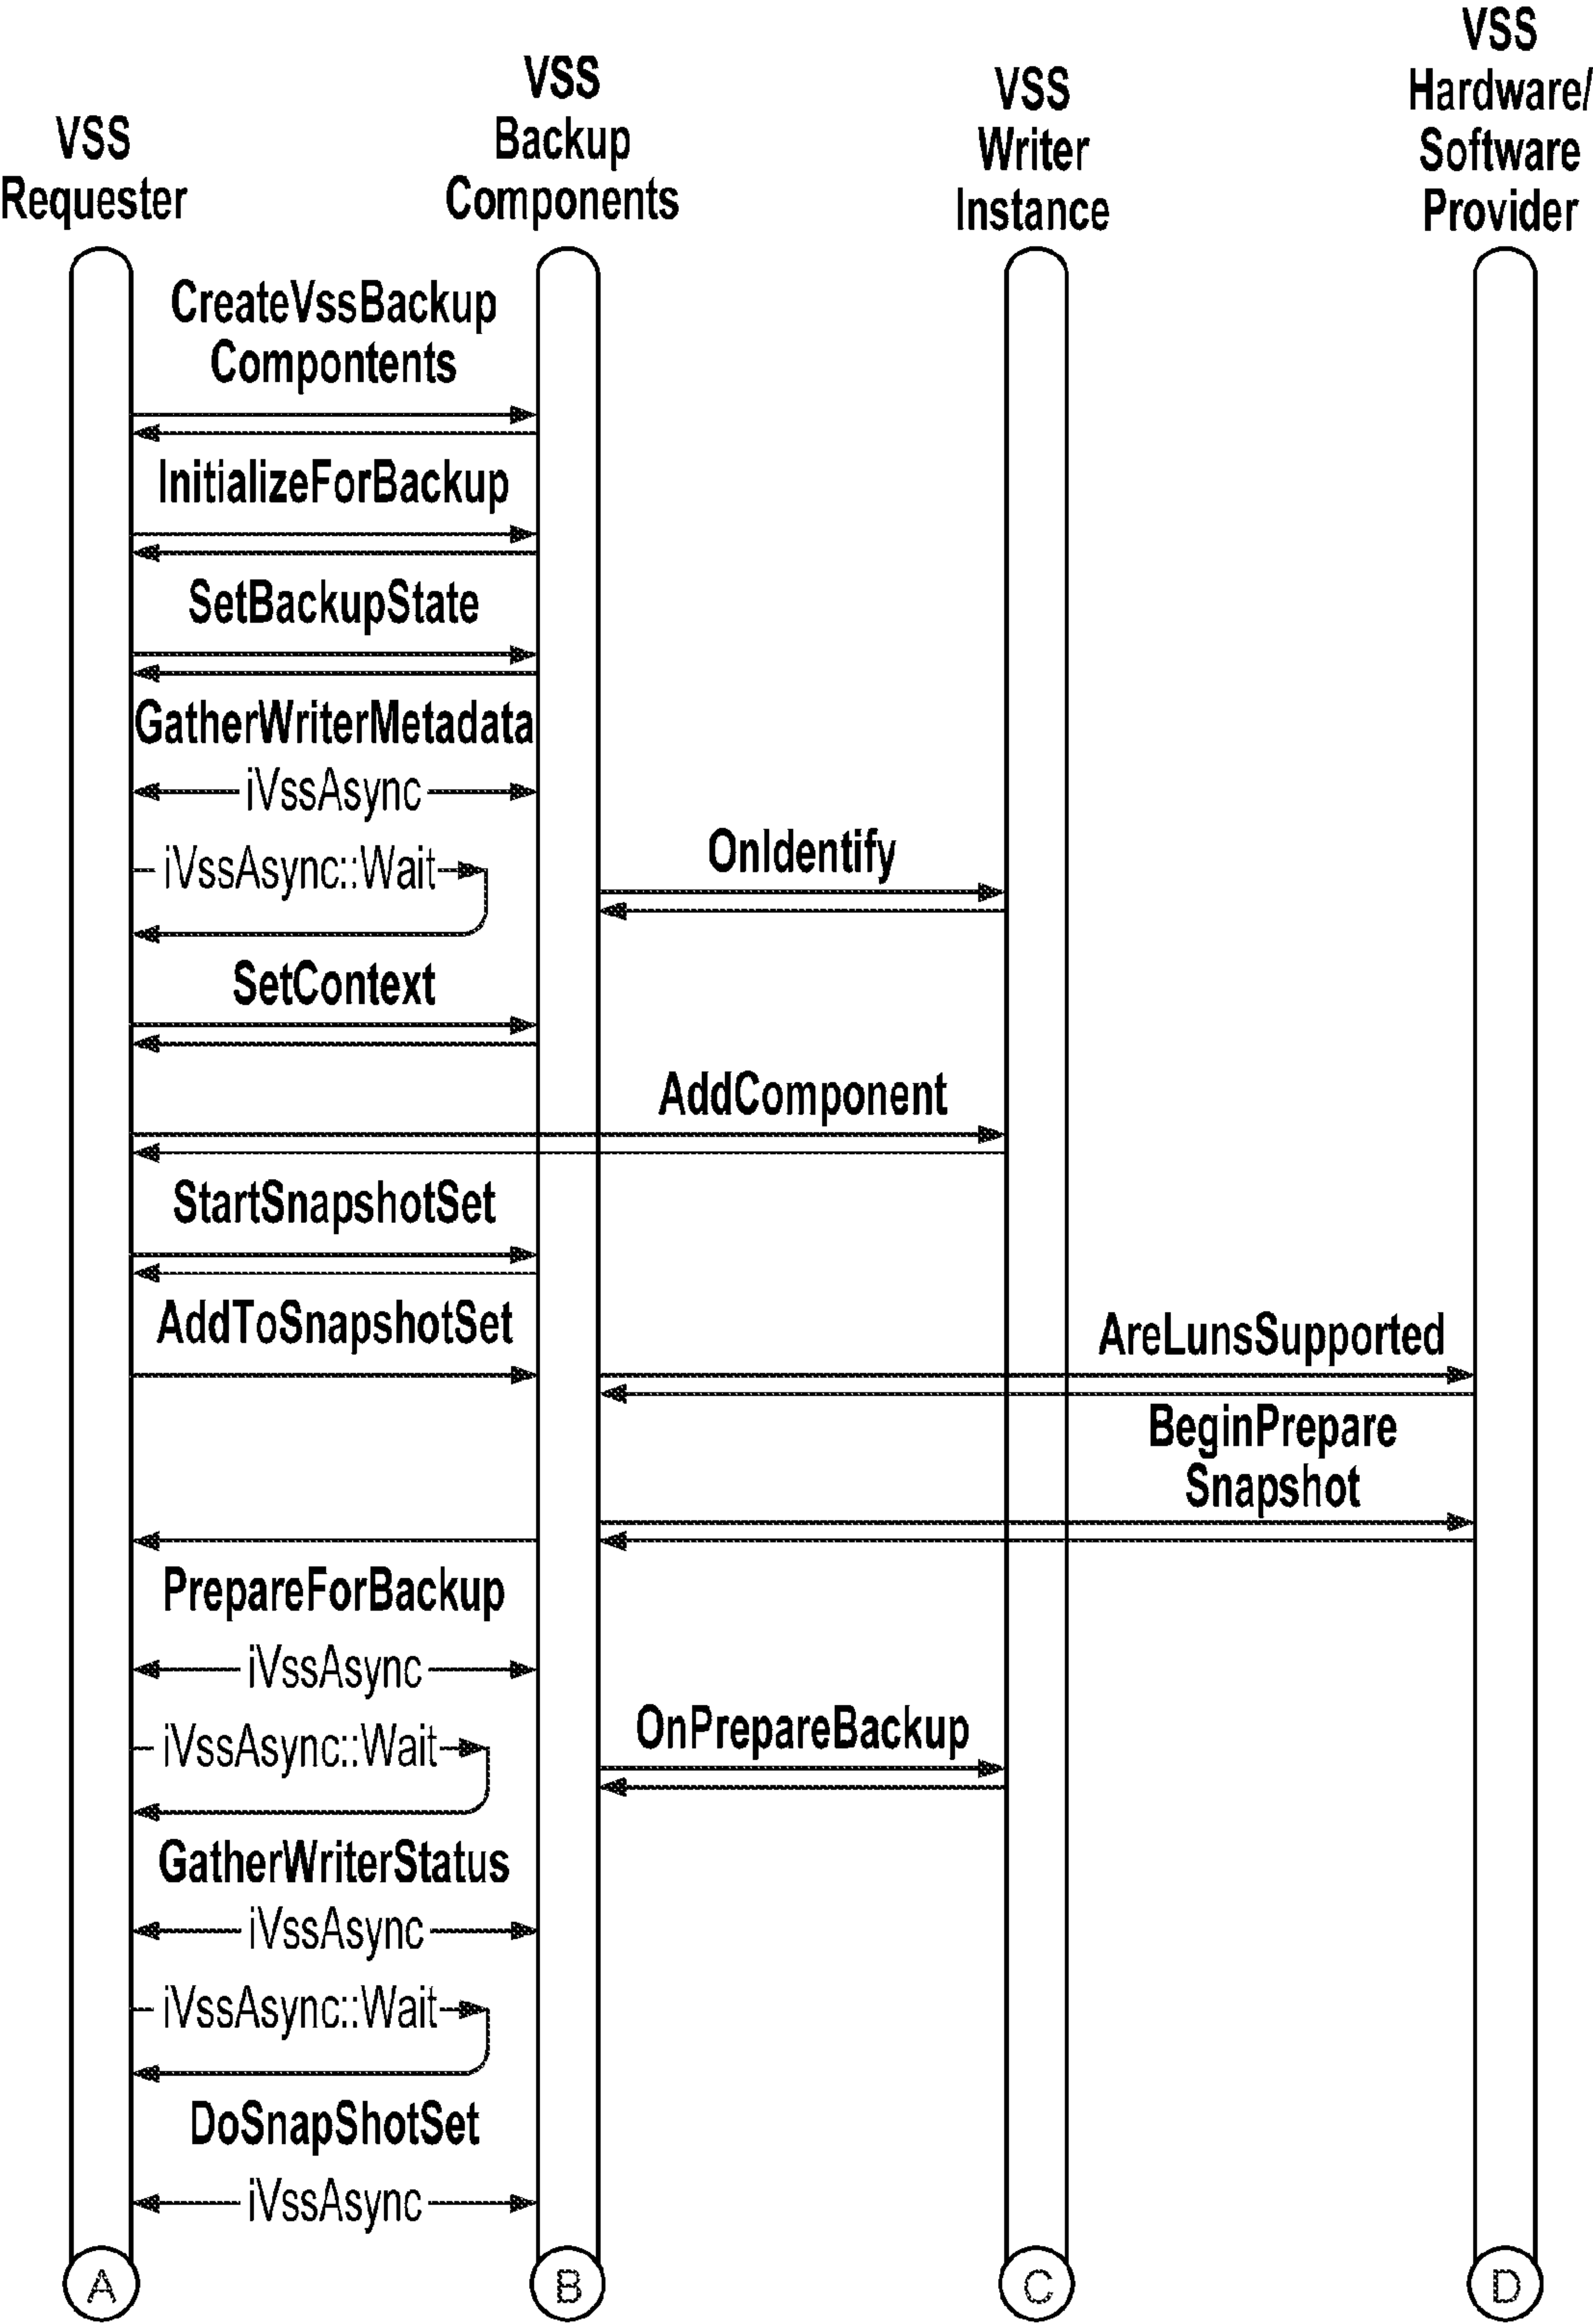 VSS
Requester
VSS
Backup
Components
VSS
Writer
Instance
VSS
Hardware/
Software
Provider
CreateVssBackup
Compontents
InitializeForBackup
SetBackupState
GatherWriterMetadata
iVssAsync
iVssAsync::Wait
OnIdentify
SetContext
AddComponent
StartSnapshotSet
AddToSnapshotSet
AreLunsSupported
BeginPrepare
Snapshot
PrepareForBackup
iVssAsync
iVssAsync::Wait
OnPrepareBackup
GatherWriterStatus
iVssAsync
iVssAsync::Wait
DoSnapShotSet
iVssAsync
A
B
C
D